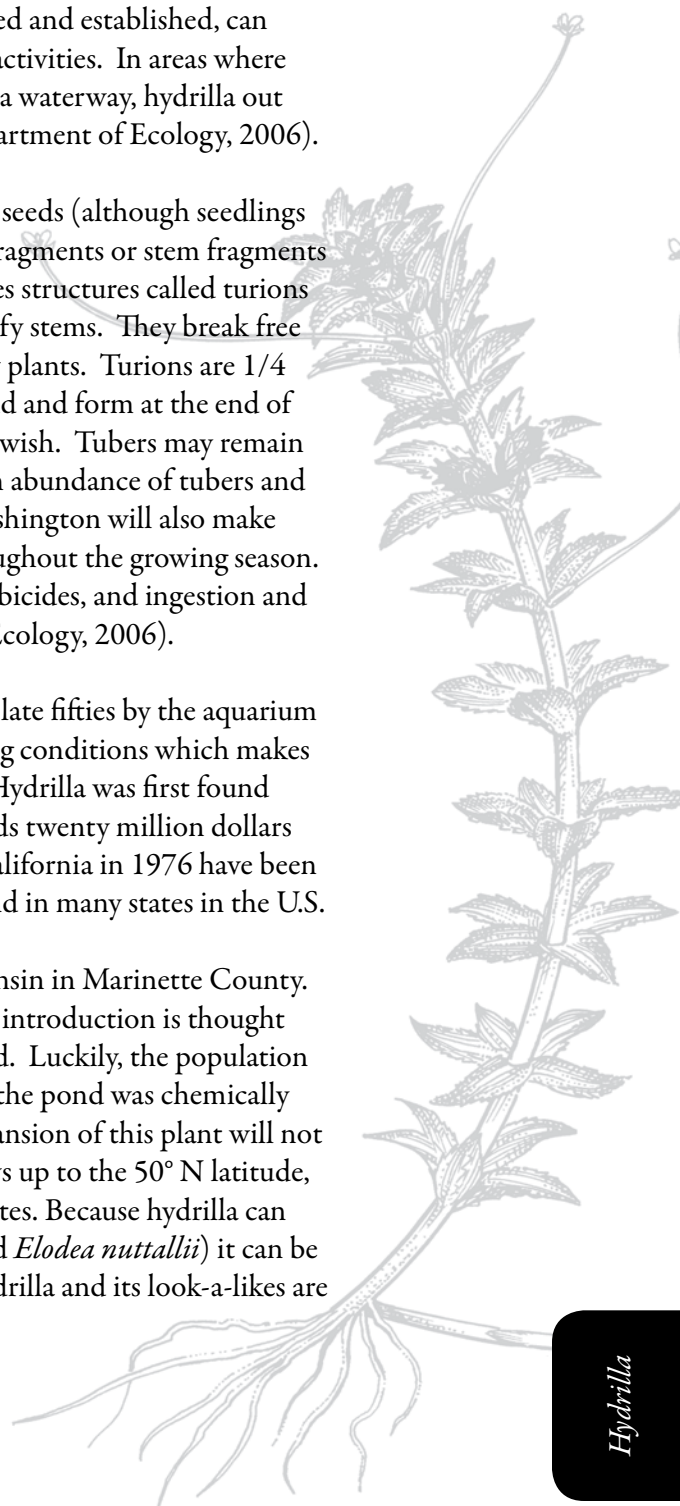 ed and established, can
activities. In areas where
a waterway, hydrilla out
artment of Ecology, 2006).
seeds (although seedlings
ragments or stem fragments
es structures called turions
fy stems. They break free
plants. Turions are 1/4
d and form at the end of
wish. Tubers may remain
abundance of tubers and
shington will also make
ughout the growing season.
bicides, and ingestion and
Ecology, 2006).
late fifties by the aquarium
g conditions which makes
Hydrilla was first found
ds twenty million dollars
alifornia in 1976 have been
d in many states in the U.S.
nsin in Marinette County.
introduction is thought
d. Luckily, the population
the pond was chemically
ansion of this plant will not
s up to the 50° N latitude,
tes. Because hydrilla can
d Elodea nuttallii) it can be
drilla and its look-a-likes are
Hydrilla